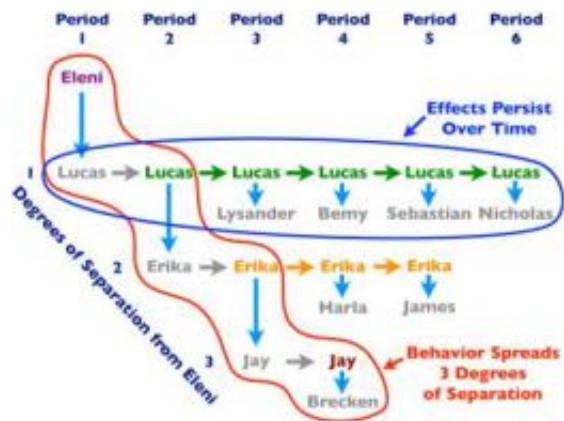 Period Period Period Period Period Period
1 2 3 4 5 6
Eleni
Effects Persist
Over Time
1 Lucas Lucas Lucas Lucas Lucas Lucas
Lysander Bemy Sebastian Nicholas
Degrees of Separation from Eleni
2 Erika Erika Erika Erika
Harla James
3 Jay Jay
Behavior Spreads
3 Degrees
of Separation
Brecken